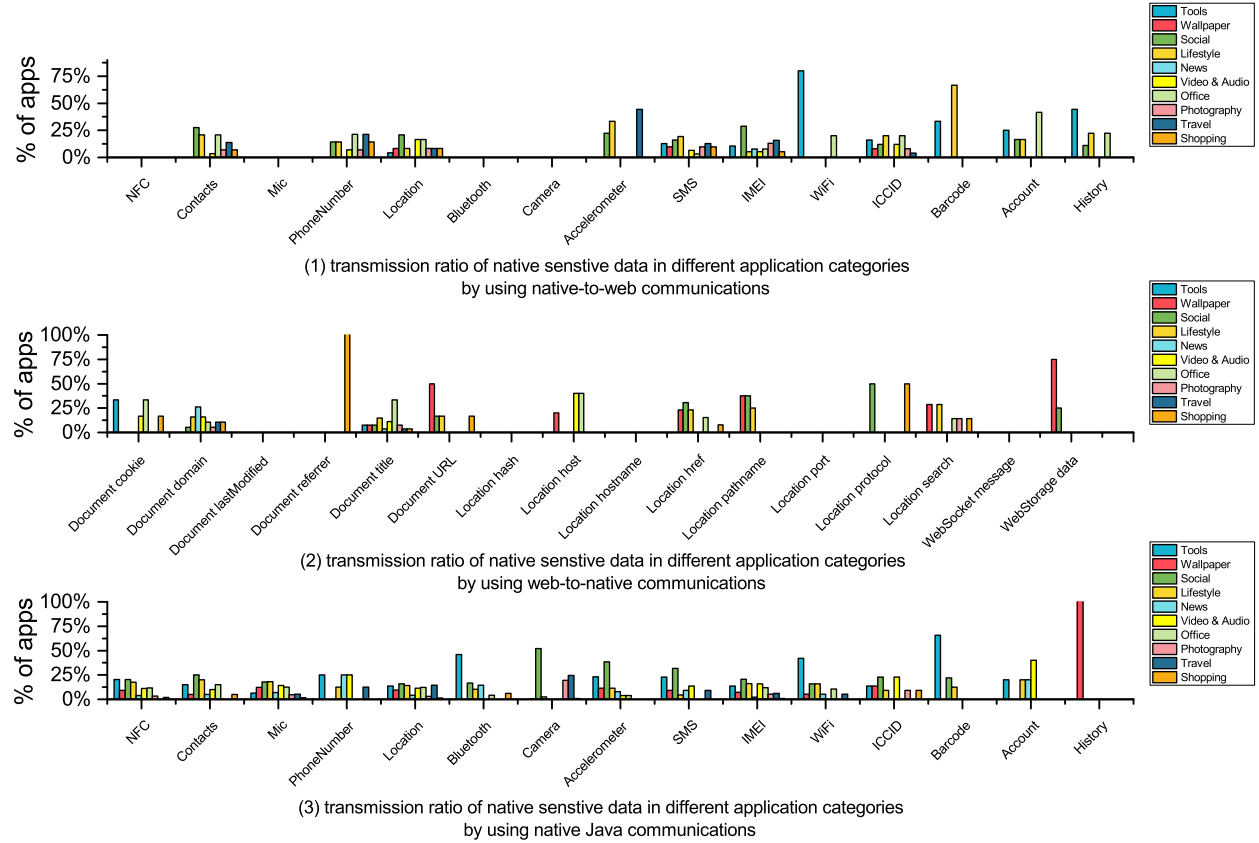 % of apps
75%
50%
25%
0%
NFC
Contacts
Mic
PhoneNumber
Location
Bluetooth
Camera
Accelerometer
SMS
IMEI
WiFi
ICCID
Barcode
Account
History
Tools
Wallpaper
Social
Lifestyle
News
Video & Audio
Office
Photography
Travel
Shopping
(1) transmission ratio of native senstive data in different application categories
by using native-to-web communications
% of apps
100%
75%
50%
25%
0%
Document cookie
Document domain
Document lastModified
Document referrer
Document title
Document URL
Location hash
Location host
Location hostname
Location href
Location pathname
Location port
Location protocol
Location search
WebSocket message
WebStorage data
Tools
Wallpaper
Social
Lifestyle
News
Video & Audio
Office
Photography
Travel
Shopping
(2) transmission ratio of native senstive data in different application categories
by using web-to-native communications
% of apps
100%
75%
50%
25%
0%
NFC
Contacts
Mic
PhoneNumber
Location
Bluetooth
Camera
Accelerometer
SMS
IMEI
WiFi
ICCID
Barcode
Account
History
Tools
Wallpaper
Social
Lifestyle
News
Video & Audio
Office
Photography
Travel
Shopping
(3) transmission ratio of native senstive data in different application categories
by using native Java communications